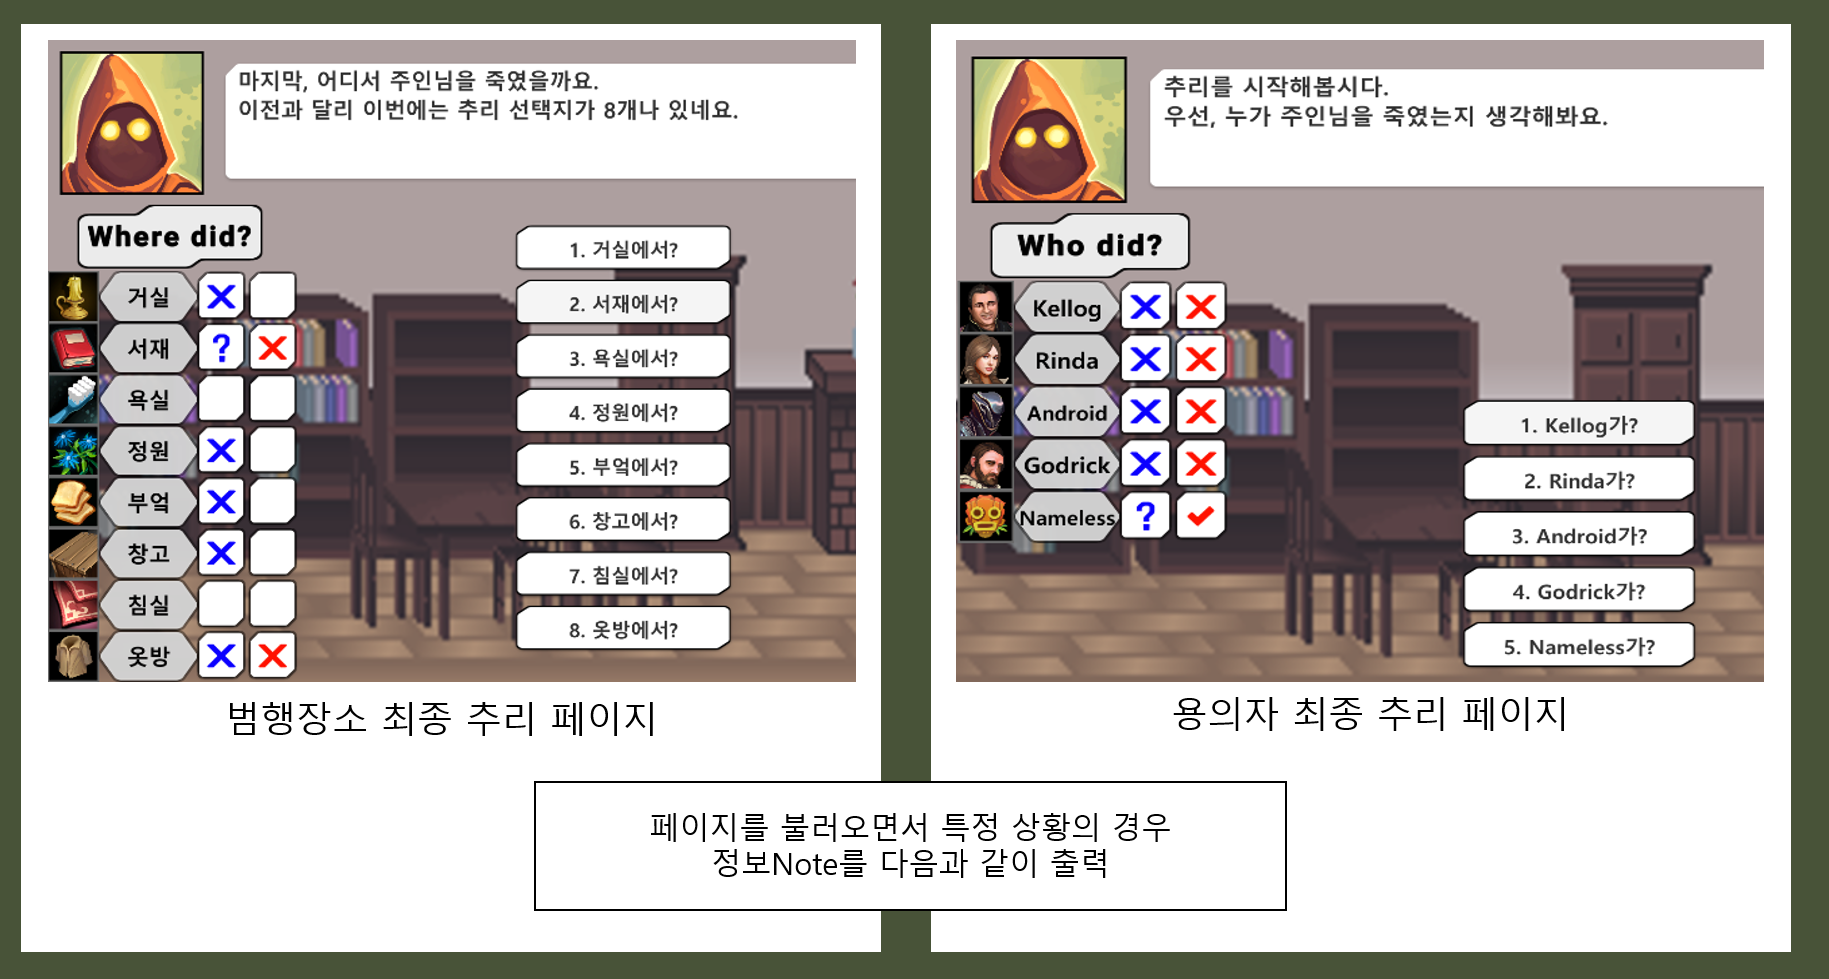 마지막, 어디서 주인님을 죽였을까요.
이전과 달리 이번에는 추리 선택지가 8개나 있네요.
Where did?
거실
서재
?
욕실
정원
부엌
창고
침실
옷방
1. 거실에서?
2. 서재에서?
3. 욕실에서?
4. 정원에서?
5. 부엌에서?
6. 창고에서?
7. 침실에서?
8. 옷방에서?
범행장소 최종 추리 페이지
추리를 시작해봅시다.
우선, 누가 주인님을 죽였는지 생각해봐요.
Who did?
Kellog
Rinda
Android
Godrick
Nameless
?
1. Kellog가?
2. Rinda가?
3. Android가?
4. Godrick가?
5. Nameless가?
용의자 최종 추리 페이지
페이지를 불러오면서 특정 상황의 경우
정보Note를 다음과 같이 출력